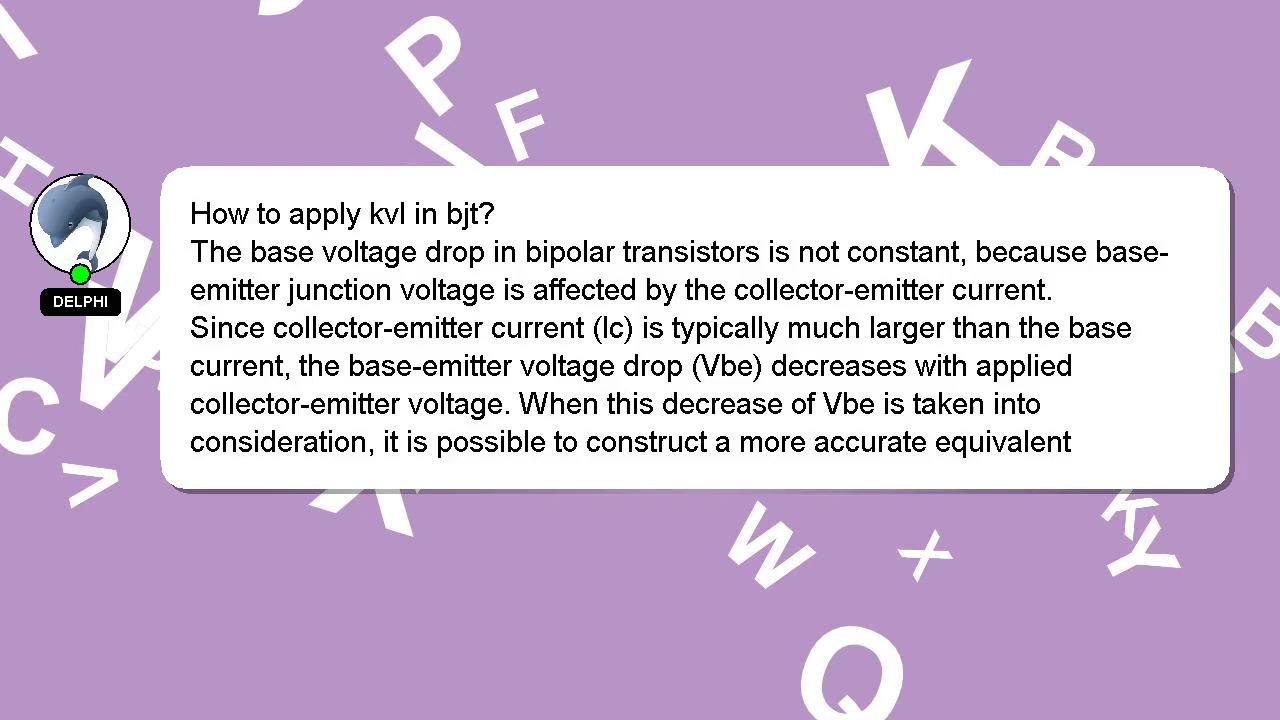 How to apply kvl in bjt?
The base voltage drop in bipolar transistors is not constant, because base-
emitter junction voltage is affected by the collector-emitter current.
Since collector-emitter current (Ic) is typically much larger than the base
current, the base-emitter voltage drop (Vbe) decreases with applied
collector-emitter voltage. When this decrease of Vbe is taken into
consideration, it is possible to construct a more accurate equivalent
DELPHI
P
F
K
B
H
C
V
W
X
K
Y
Q
B